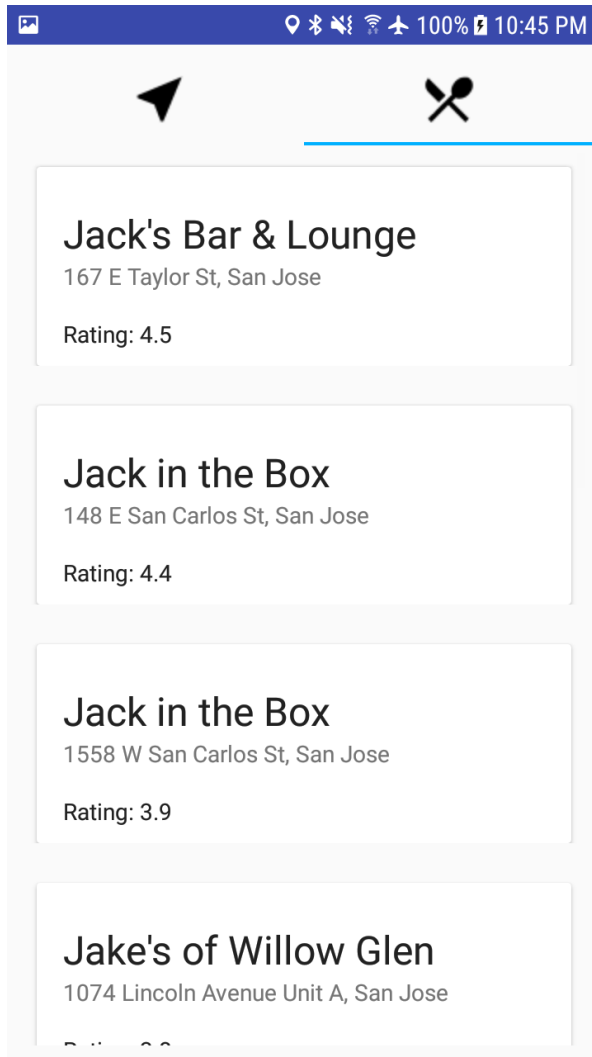 100% 10:45 PM
Jack's Bar & Lounge
167 E Taylor St, San Jose
Rating: 4.5
Jack in the Box
148 E San Carlos St, San Jose
Rating: 4.4
Jack in the Box
1558 W San Carlos St, San Jose
Rating: 3.9
Jake's of Willow Glen
1074 Lincoln Avenue Unit A, San Jose